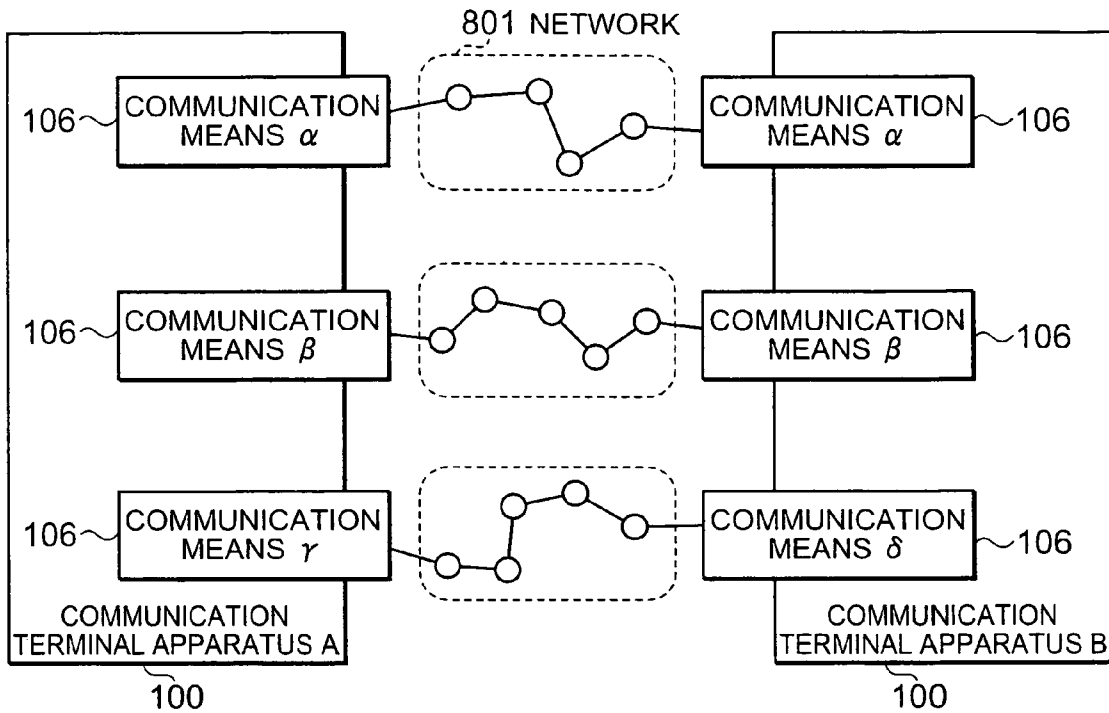 801 NETWORK
COMMUNICATION
MEANS α
106
COMMUNICATION
MEANS α
106
COMMUNICATION
MEANS β
106
COMMUNICATION
MEANS β
106
COMMUNICATION
MEANS γ
106
COMMUNICATION
MEANS δ
106
COMMUNICATION
TERMINAL APPARATUS A
100
COMMUNICATION
TERMINAL APPARATUS B
100